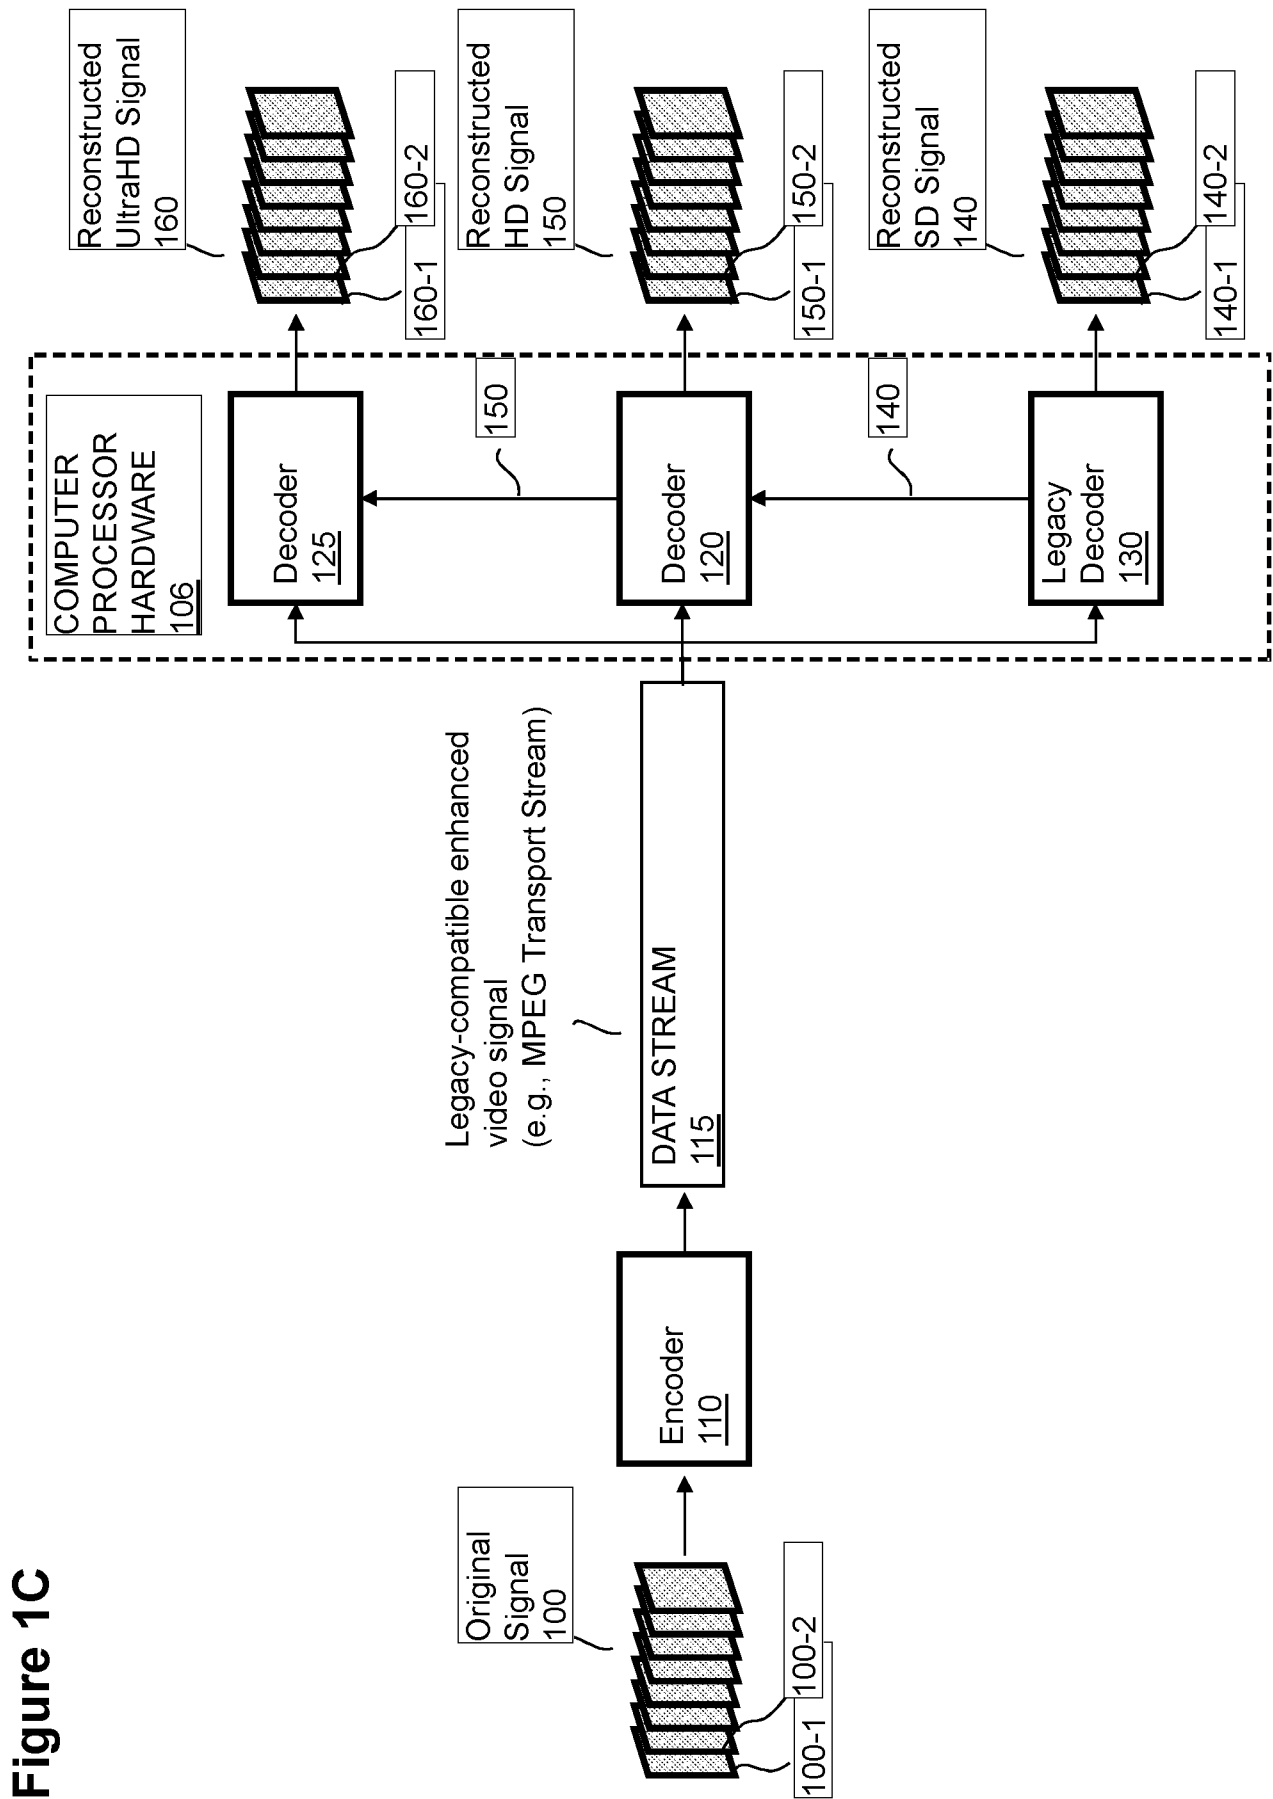 Figure 1C
Original
Signal
100
100-1
100-2
Encoder
110
Legacy-compatible enhanced
video signal
(e.g., MPEG Transport Stream)
DATA STREAM
115
COMPUTER
PROCESSOR
HARDWARE
106
Decoder
125
150
Decoder
120
140
Legacy
Decoder
130
Reconstructed
UltraHD Signal
160
160-1
160-2
Reconstructed
HD Signal
150
150-1
150-2
Reconstructed
SD Signal
140
140-1
140-2